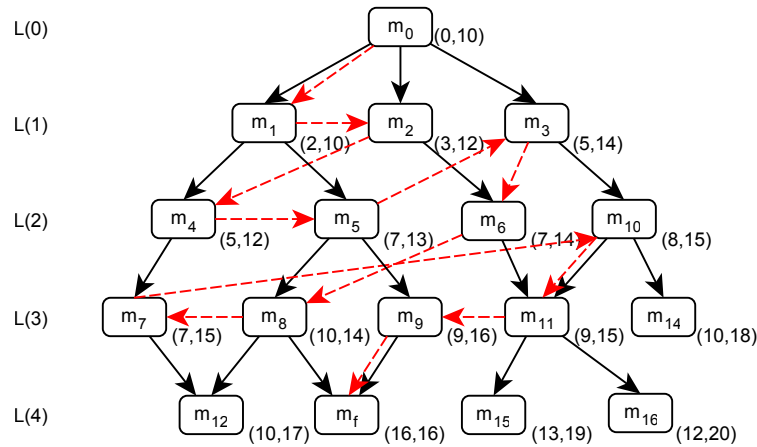 L(0) m0 (0,10)
L(1) m1 (2,10) m2 (3,12) m3 (5,14)
L(2) m4 (5,12) m5 (7,13) m6 (7,14) m10 (8,15)
L(3) m7 (7,15) m8 (10,14) m9 (9,16) m11 (9,15) m14 (10,18)
L(4) m12 (10,17) mf (16,16) m15 (13,19) m16 (12,20)